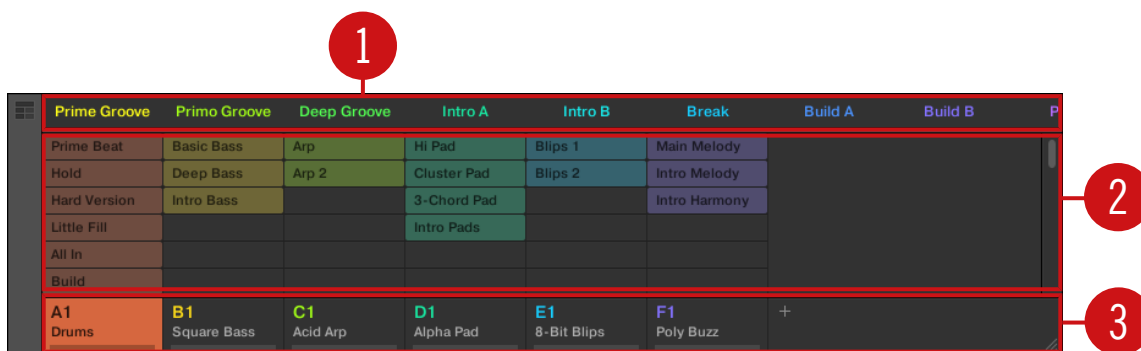 1
Prime Groove Primo Groove Deep Groove Intro A Intro B Break Build A Build B P
Prime Beat Basic Bass Arp Hi Pad Blips 1 Main Melody
Hold Deep Bass Arp 2 Cluster Pad Blips 2 Intro Melody
Hard Version Intro Bass 3-Chord Pad Intro Harmony
2
Little Fill Intro Pads
All In
Build
A1 B1 C1 D1 E1 F1 +
Drums Square Bass Acid Arp Alpha Pad 8-Bit Blips Poly Buzz
3